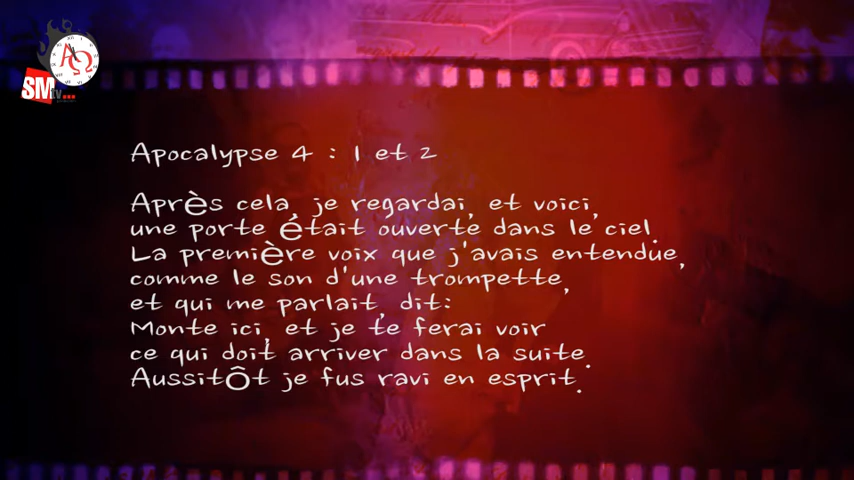 ΑΩ
SMtv...
Apocalypse 4 : 1 et 2
Après cela, je regardai, et voici,
une porte était ouverte dans le ciel.
La première voix que j'avais entendue,
comme le son d'une trompette,
et qui me parlait, dit:
Monte ici, et je te ferai voir
ce qui doit arriver dans la suite.
Aussitôt je fus ravi en esprit.